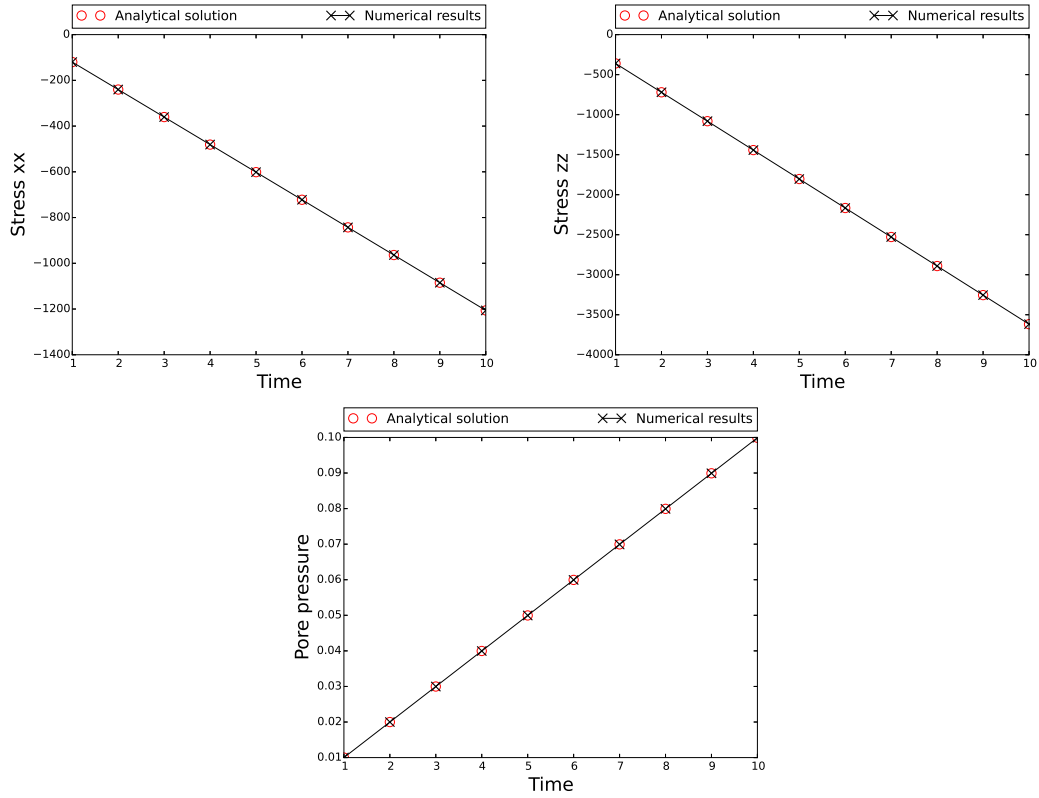 Analytical solution Numerical results
0
−200
−400
−600
−800
−1000
−1200
−1400
Stress xx
1 2 3 4 5 6 7 8 9 10
Time
Analytical solution Numerical results
0
−500
−1000
−1500
−2000
−2500
−3000
−3500
−4000
Stress zz
1 2 3 4 5 6 7 8 9 10
Time
Analytical solution Numerical results
0.10
0.09
0.08
0.07
0.06
0.05
0.04
0.03
0.02
0.01
Pore pressure
1 2 3 4 5 6 7 8 9 10
Time